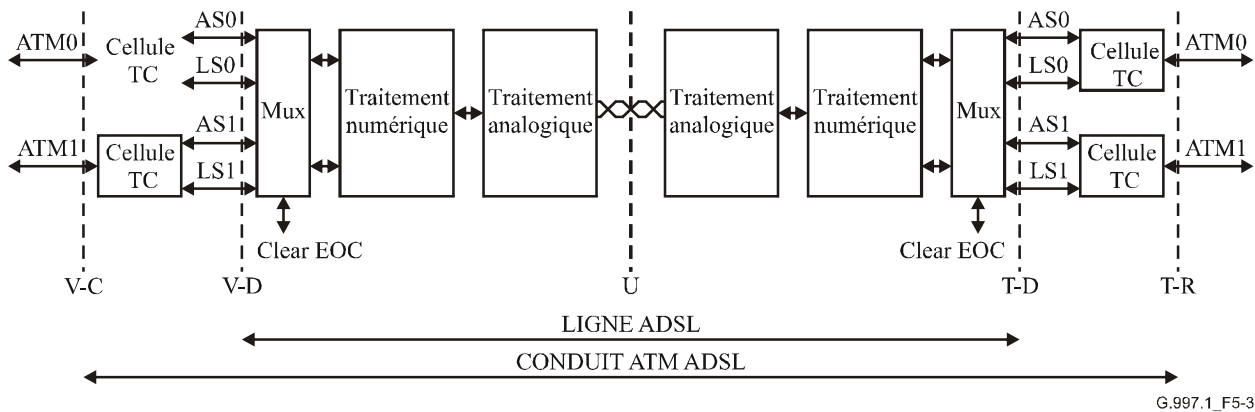 ATM0
Cellule
TC
AS0
LS0
ATM1
Cellule
TC
AS1
LS1
Mux
Clear EOC
Traitement
numérique
Traitement
analogique
Traitement
analogique
Traitement
numérique
Mux
Clear EOC
AS0
LS0
AS1
LS1
Cellule
TC
ATM0
Cellule
TC
ATM1
V-C
V-D
U
T-D
T-R
LIGNE ADSL
CONDUIT ATM ADSL
G.997.1_F5-3